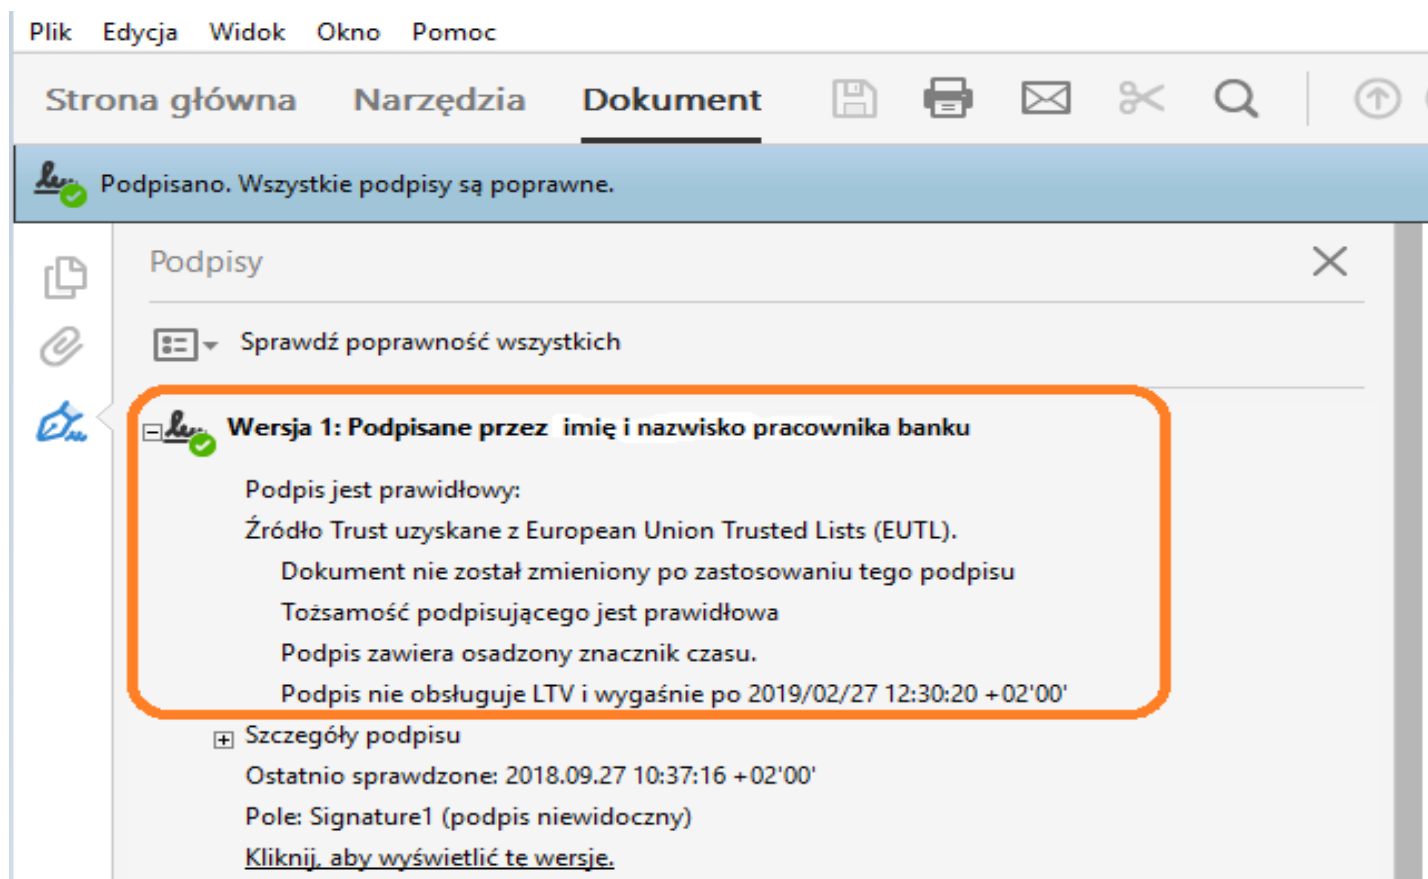 Plik Edycja Widok Okno Pomoc
Strona główna Narzędzia Dokument
Podpisano. Wszystkie podpisy są poprawne.
Podpisy
Sprawdź poprawność wszystkich
Wersja 1: Podpisane przez imię i nazwisko pracownika banku
Podpis jest prawidłowy:
Źródło Trust uzyskane z European Union Trusted Lists (EUTL).
Dokument nie został zmieniony po zastosowaniu tego podpisu
Tożsamość podpisującego jest prawidłowa
Podpis zawiera osadzony znacznik czasu.
Podpis nie obsługuje LTV i wygaśnie po 2019/02/27 12:30:20 +02'00'
Szczegóły podpisu
Ostatnio sprawdzone: 2018.09.27 10:37:16 +02'00'
Pole: Signature1 (podpis niewidoczny)
Kliknij, aby wyświetlić tę wersję.